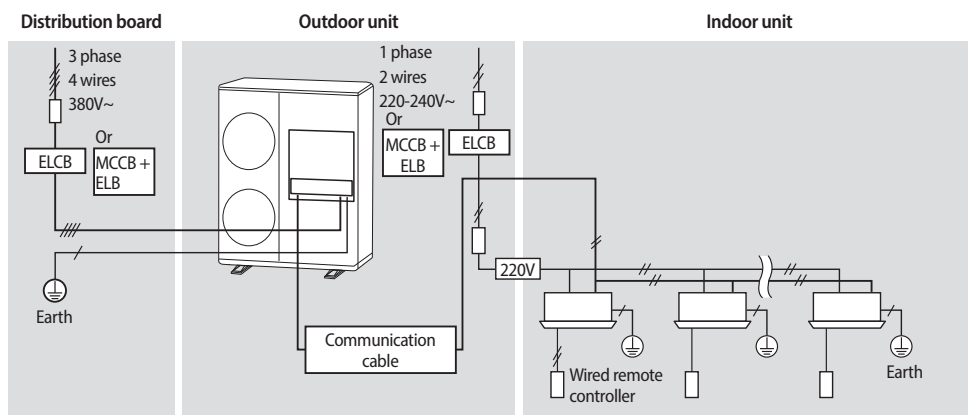 Distribution board
Outdoor unit
Indoor unit
3 phase
4 wires
380V~
Or
ELCB
MCCB +
ELB
1 phase
2 wires
220-240V~
Or
MCCB +
ELB
ELCB
220V
Earth
Communication
cable
Wired remote
controller
Earth